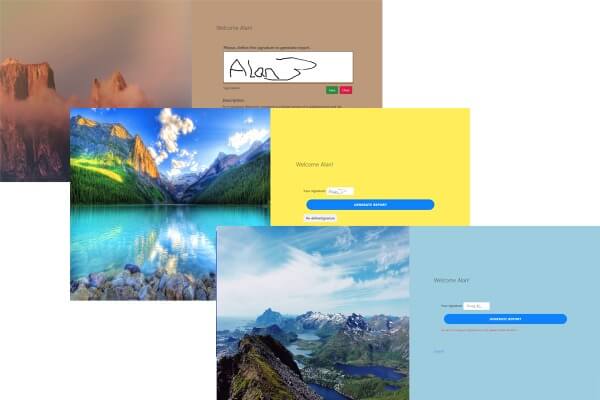 Welcome Alan!
Please, define the signature to generate report.
Alan
Signature
Save Clear
Description
Welcome Alan!
Your signature
GENERATE REPORT
Re-define signature
Welcome Alan!
Your signature
GENERATE REPORT